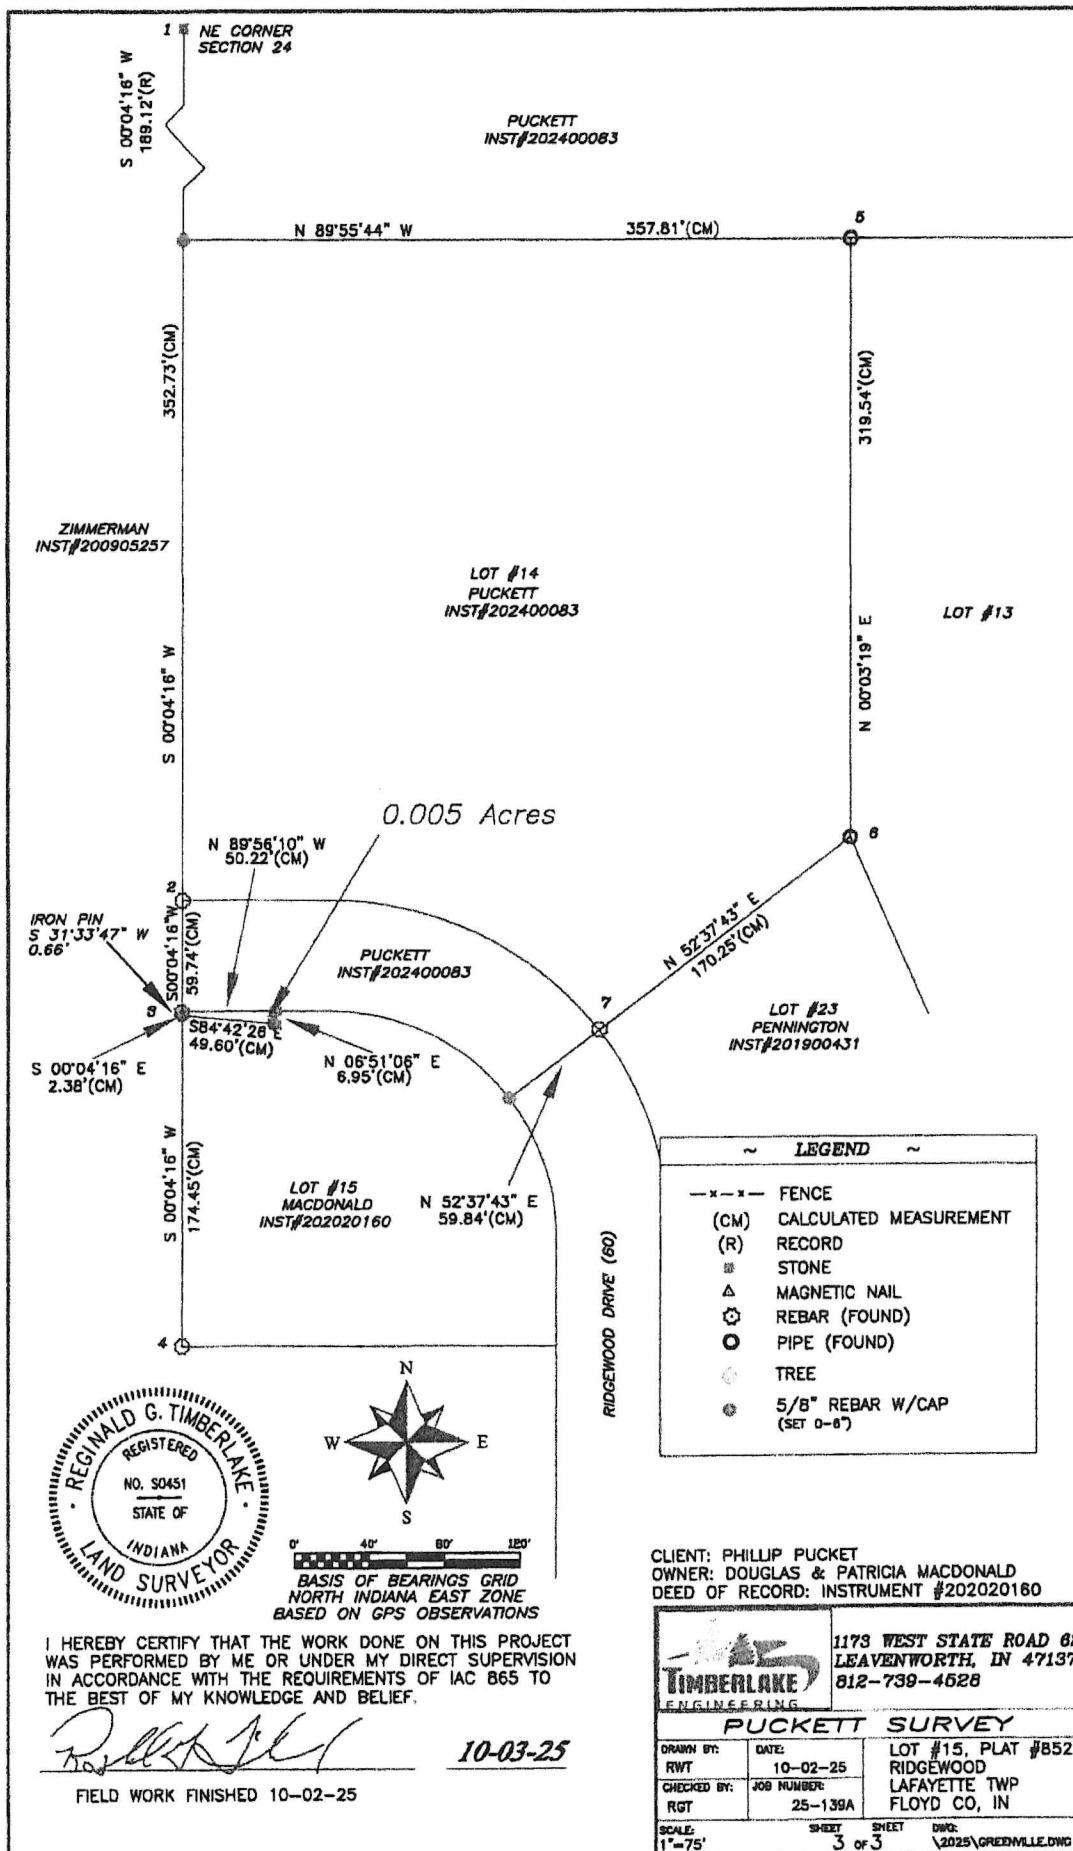 1 NE CORNER
SECTION 24
S 00°04'16" W
189.12'(R)
PUCKETT
INST#202400083
5
N 89°55'44" W 357.81'(CM)
352.73'(CM)
319.54'(CM)
ZIMMERMAN
INST#200905257
LOT #14
PUCKETT
INST#202400083
LOT #13
S 00°04'16" W
N 00°03'19" E
0.005 Acres
N 89°56'10" W
50.22'(CM)
6
2
IRON PIN
S 31°33'47" W
0.66'
S00°04'16"W
59.74'(CM)
PUCKETT
INST#202400083
N 52°37'43" E
170.25'(CM)
3
7
LOT #23
PENNINGTON
INST#201900431
S84°42'28 E
49.60'(CM)
S 00°04'16" E
2.38'(CM)
N 06°51'06" E
6.95'(CM)
S 00°04'16" W
174.45'(CM)
LOT #15
MACDONALD
INST#202020160
N 52°37'43" E
59.84'(CM)
RIDGEWOOD DRIVE (60)
4
~ LEGEND ~
FENCE
(CM) CALCULATED MEASUREMENT
(R) RECORD
STONE
MAGNETIC NAIL
REBAR (FOUND)
PIPE (FOUND)
TREE
5/8" REBAR W/CAP
(SET 0-6")
N
W E
S
REGINALD G. TIMBERLAKE
REGISTERED
NO. S0451
STATE OF
INDIANA
LAND SURVEYOR
0' 40' 80' 120'
BASIS OF BEARINGS GRID
NORTH INDIANA EAST ZONE
BASED ON GPS OBSERVATIONS
I HEREBY CERTIFY THAT THE WORK DONE ON THIS PROJECT
WAS PERFORMED BY ME OR UNDER MY DIRECT SUPERVISION
IN ACCORDANCE WITH THE REQUIREMENTS OF IAC 865 TO
THE BEST OF MY KNOWLEDGE AND BELIEF.
10-03-25
FIELD WORK FINISHED 10-02-25
CLIENT: PHILLIP PUCKET
OWNER: DOUGLAS & PATRICIA MACDONALD
DEED OF RECORD: INSTRUMENT #202020160
TIMBERLAKE
ENGINEERING
1173 WEST STATE ROAD 62
LEAVENWORTH, IN 47137
812-739-4528
PUCKETT SURVEY
DRAWN BY:
RWT
DATE:
10-02-25
CHECKED BY:
RGT
JOB NUMBER:
25-139A
LOT #15, PLAT #852
RIDGEWOOD
LAFAYETTE TWP
FLOYD CO, IN
SCALE:
1"=75'
SHEET SHEET
3 OF 3
DWG:
\2025\GREENVILLE.DWG